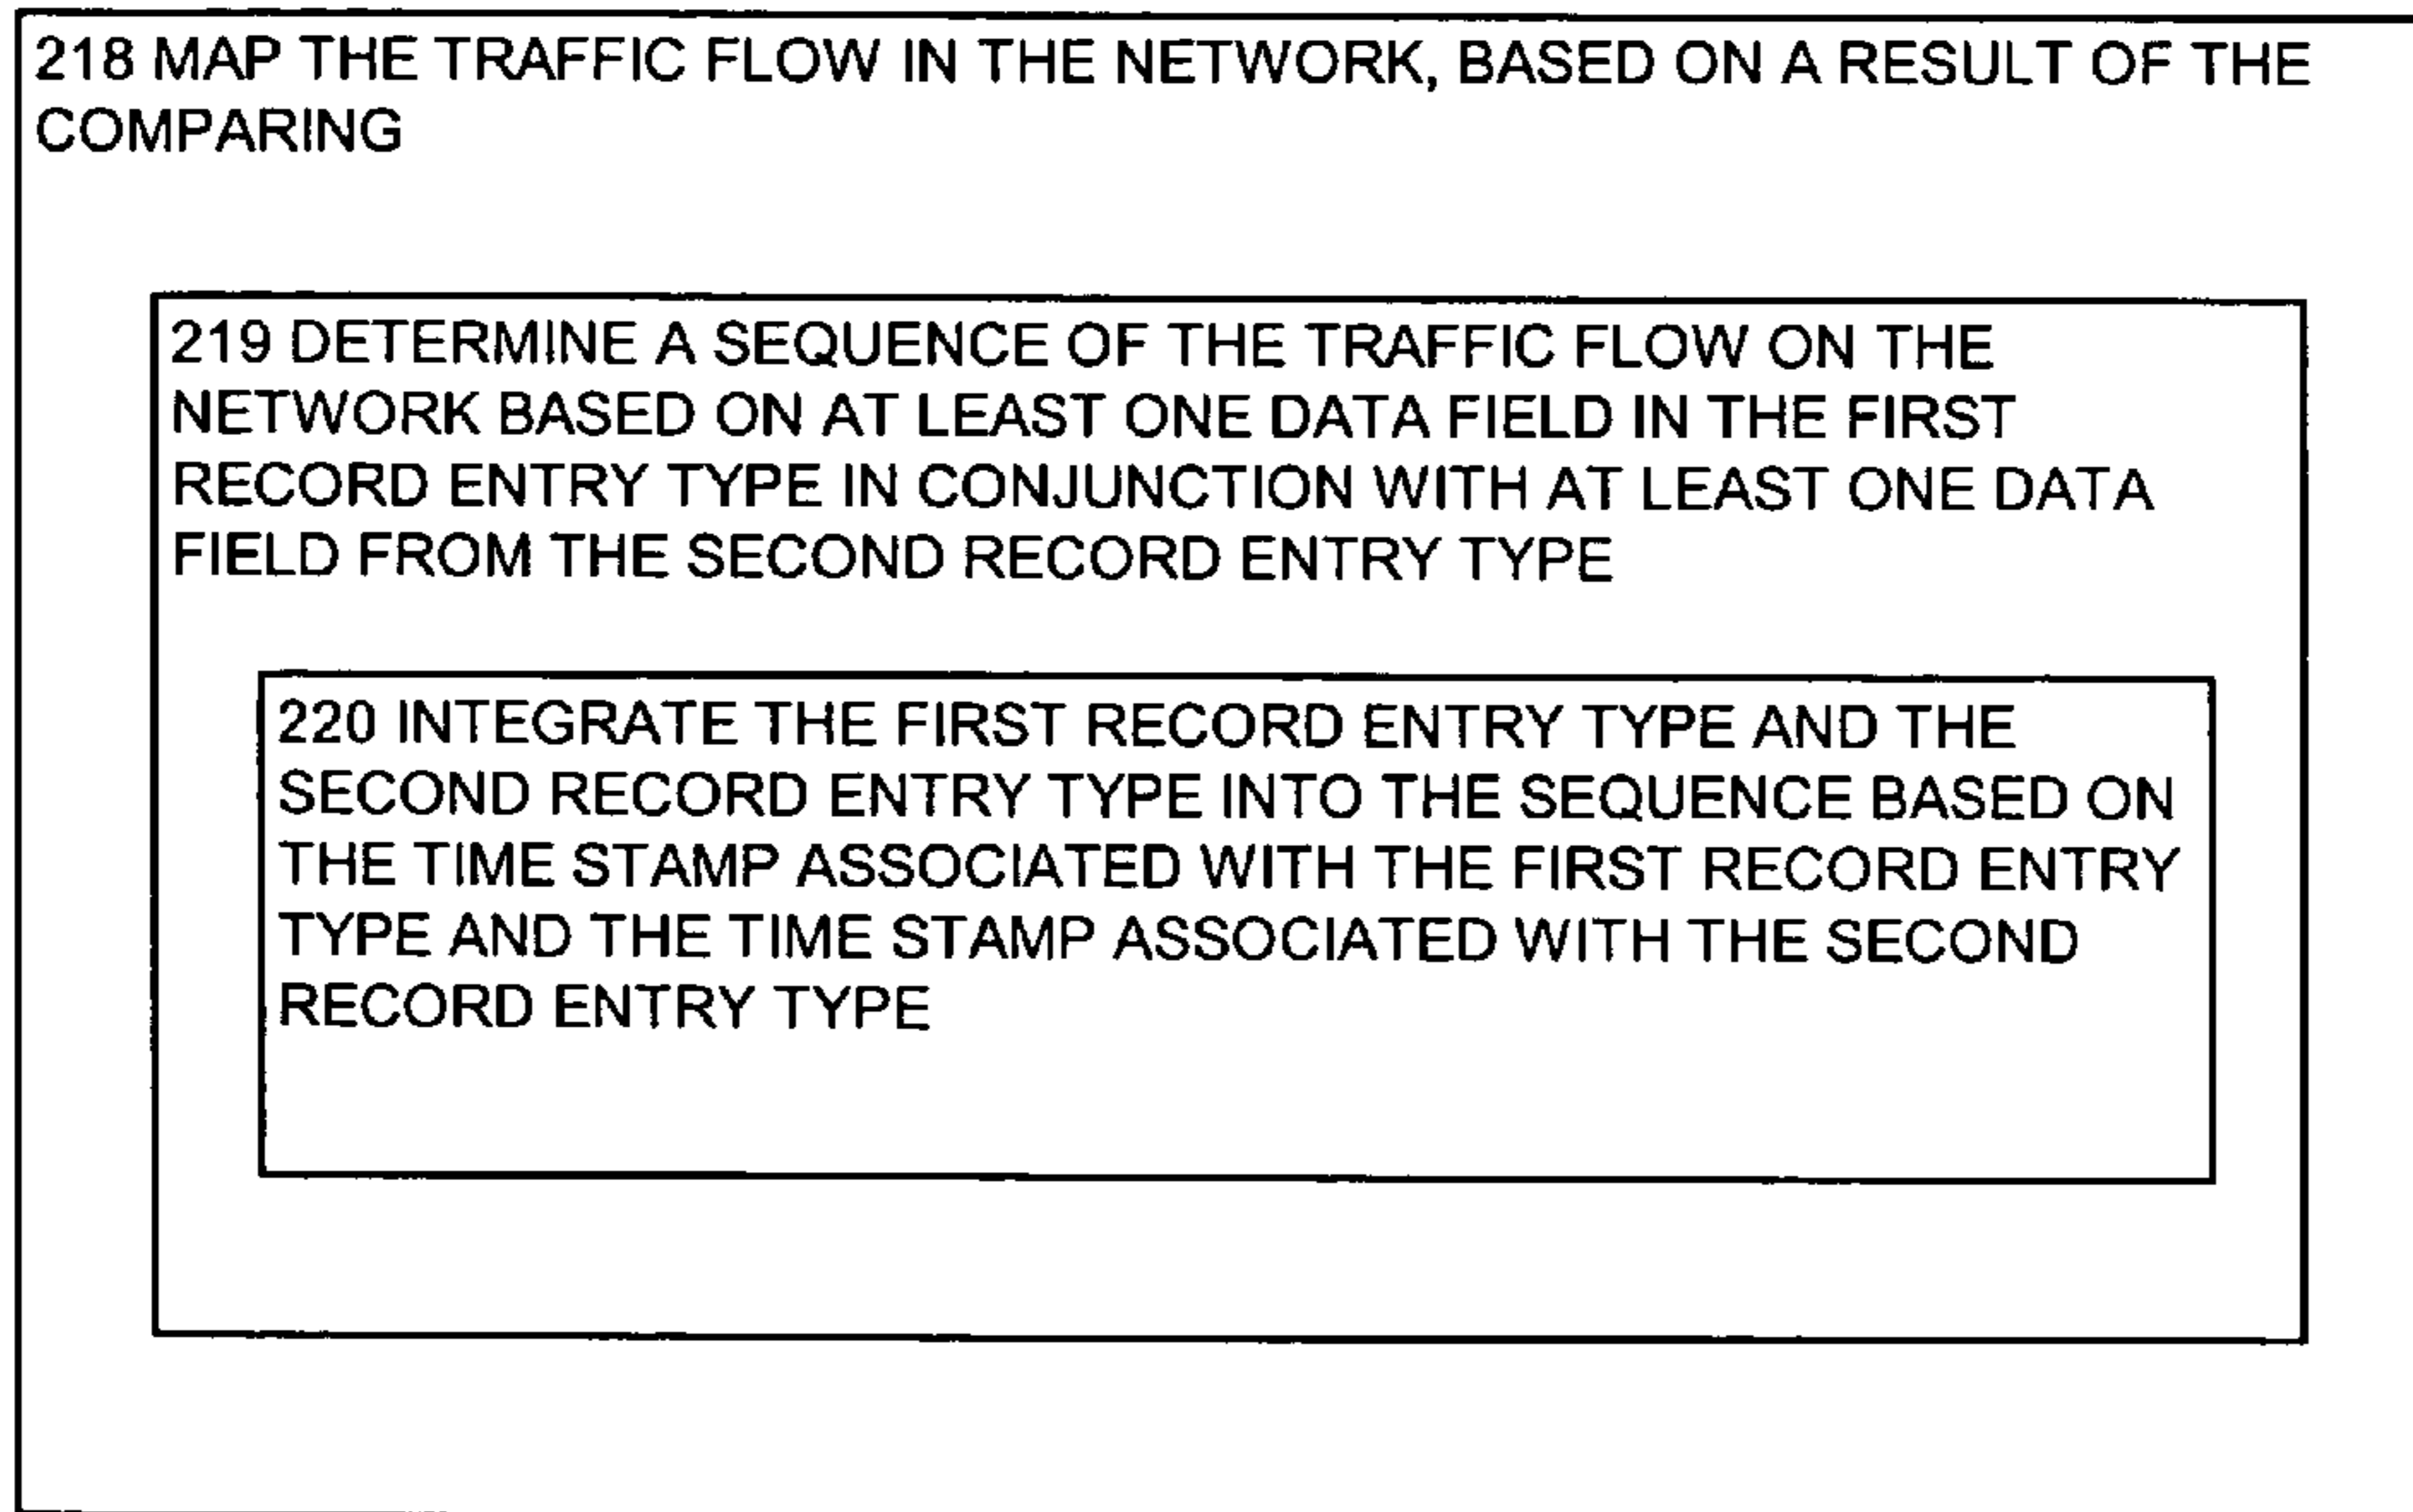 218 MAP THE TRAFFIC FLOW IN THE NETWORK, BASED ON A RESULT OF THE
COMPARING
219 DETERMINE A SEQUENCE OF THE TRAFFIC FLOW ON THE
NETWORK BASED ON AT LEAST ONE DATA FIELD IN THE FIRST
RECORD ENTRY TYPE IN CONJUNCTION WITH AT LEAST ONE DATA
FIELD FROM THE SECOND RECORD ENTRY TYPE
220 INTEGRATE THE FIRST RECORD ENTRY TYPE AND THE
SECOND RECORD ENTRY TYPE INTO THE SEQUENCE BASED ON
THE TIME STAMP ASSOCIATED WITH THE FIRST RECORD ENTRY
TYPE AND THE TIME STAMP ASSOCIATED WITH THE SECOND
RECORD ENTRY TYPE